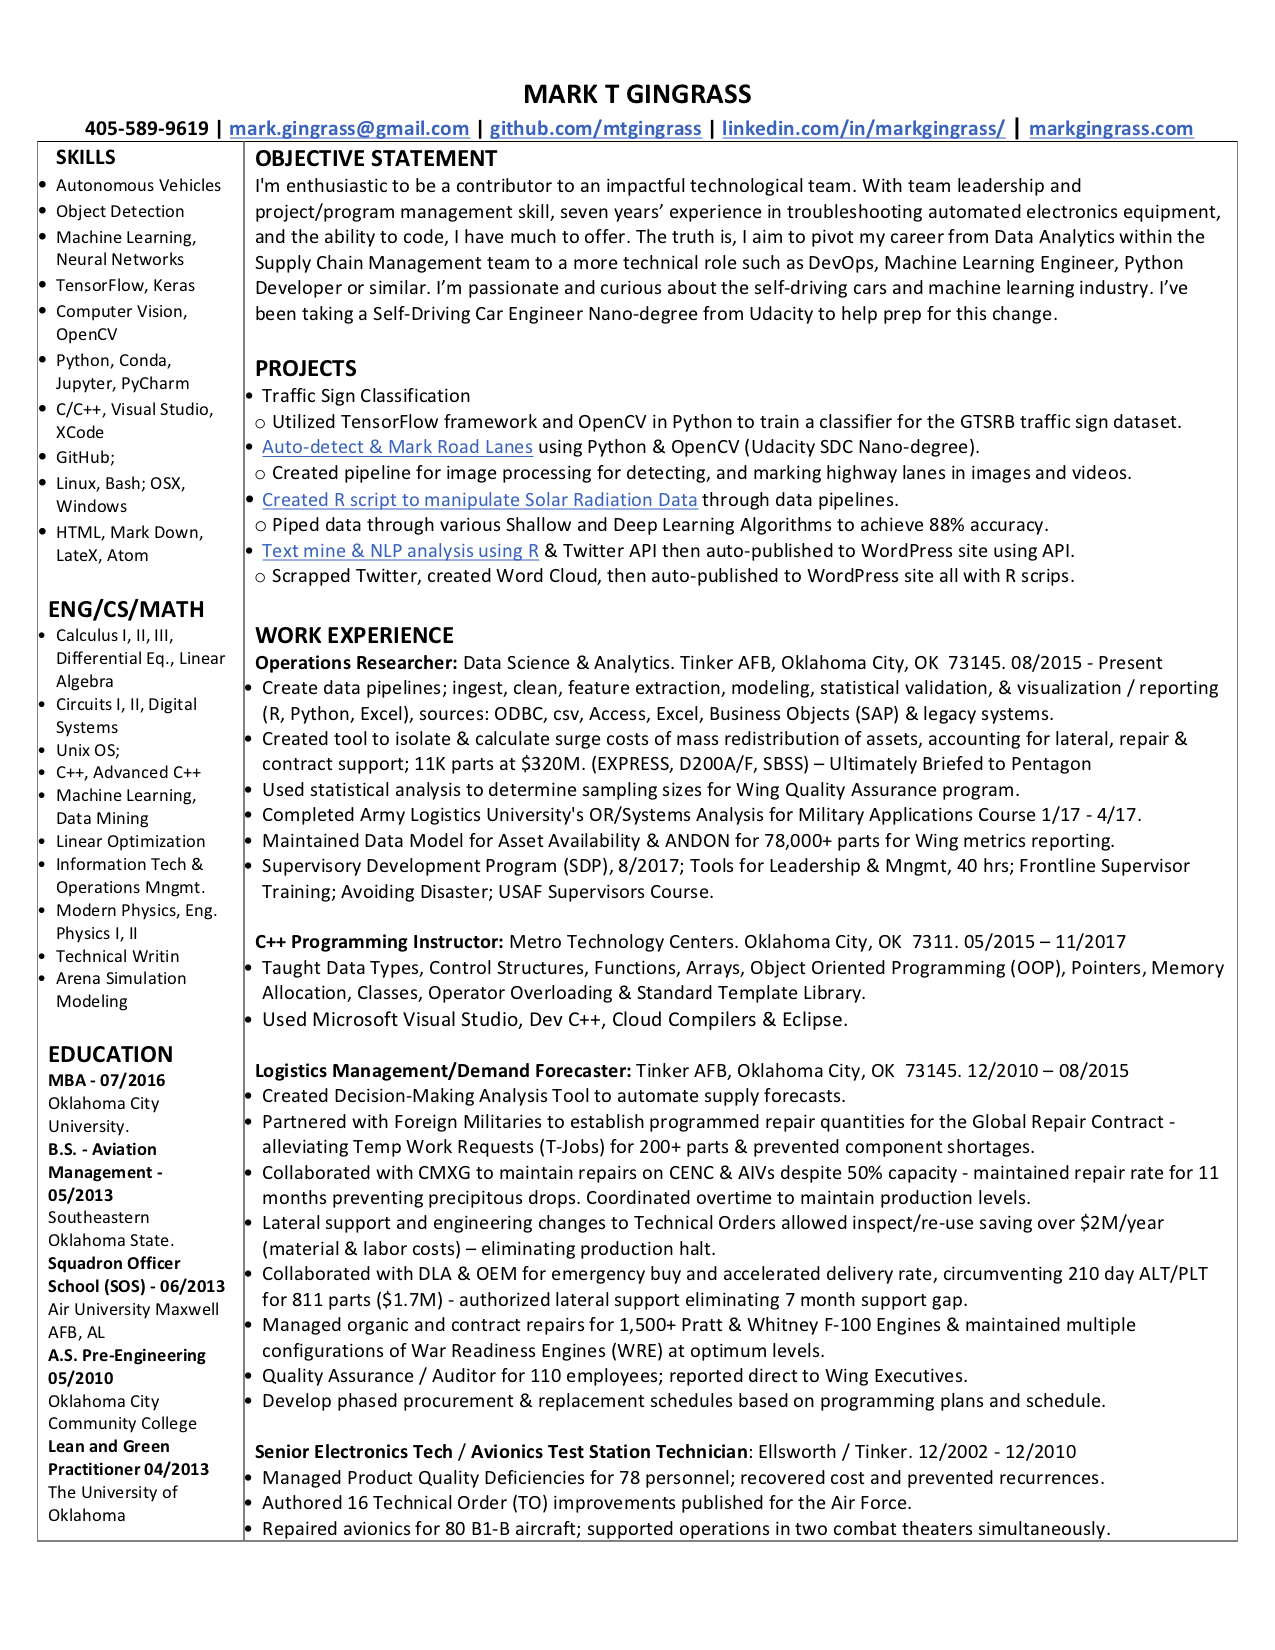 MARK T GINGRASS
405-589-9619 | mark.gingrass@gmail.com | github.com/mtgingrass | linkedin.com/in/markgingrass/ | markgingrass.com
SKILLS
• Autonomous Vehicles
• Object Detection
• Machine Learning,
Neural Networks
• TensorFlow, Keras
• Computer Vision,
OpenCV
• Python, Conda,
Jupyter, PyCharm
• C/C++, Visual Studio,
XCode
• GitHub;
• Linux, Bash; OSX,
Windows
• HTML, Mark Down,
LateX, Atom
ENG/CS/MATH
• Calculus I, II, III,
Differential Eq., Linear
Algebra
• Circuits I, II, Digital
Systems
• Unix OS;
• C++, Advanced C++
• Machine Learning,
Data Mining
• Linear Optimization
• Information Tech &
Operations Mngmt.
• Modern Physics, Eng.
Physics I, II
• Technical Writin
• Arena Simulation
Modeling
EDUCATION
MBA - 07/2016
Oklahoma City
University.
B.S. - Aviation
Management -
05/2013
Southeastern
Oklahoma State.
Squadron Officer
School (SOS) - 06/2013
Air University Maxwell
AFB, AL
A.S. Pre-Engineering
05/2010
Oklahoma City
Community College
Lean and Green
Practitioner 04/2013
The University of
Oklahoma
OBJECTIVE STATEMENT
I'm enthusiastic to be a contributor to an impactful technological team. With team leadership and
project/program management skill, seven years’ experience in troubleshooting automated electronics equipment,
and the ability to code, I have much to offer. The truth is, I aim to pivot my career from Data Analytics within the
Supply Chain Management team to a more technical role such as DevOps, Machine Learning Engineer, Python
Developer or similar. I’m passionate and curious about the self-driving cars and machine learning industry. I’ve
been taking a Self-Driving Car Engineer Nano-degree from Udacity to help prep for this change.
PROJECTS
• Traffic Sign Classification
o Utilized TensorFlow framework and OpenCV in Python to train a classifier for the GTSRB traffic sign dataset.
• Auto-detect & Mark Road Lanes using Python & OpenCV (Udacity SDC Nano-degree).
o Created pipeline for image processing for detecting, and marking highway lanes in images and videos.
• Created R script to manipulate Solar Radiation Data through data pipelines.
o Piped data through various Shallow and Deep Learning Algorithms to achieve 88% accuracy.
• Text mine & NLP analysis using R & Twitter API then auto-published to WordPress site using API.
o Scrapped Twitter, created Word Cloud, then auto-published to WordPress site all with R scrips.
WORK EXPERIENCE
Operations Researcher: Data Science & Analytics. Tinker AFB, Oklahoma City, OK 73145. 08/2015 - Present
• Create data pipelines; ingest, clean, feature extraction, modeling, statistical validation, & visualization / reporting
(R, Python, Excel), sources: ODBC, csv, Access, Excel, Business Objects (SAP) & legacy systems.
• Created tool to isolate & calculate surge costs of mass redistribution of assets, accounting for lateral, repair &
contract support; 11K parts at $320M. (EXPRESS, D200A/F, SBSS) – Ultimately Briefed to Pentagon
• Used statistical analysis to determine sampling sizes for Wing Quality Assurance program.
• Completed Army Logistics University's OR/Systems Analysis for Military Applications Course 1/17 - 4/17.
• Maintained Data Model for Asset Availability & ANDON for 78,000+ parts for Wing metrics reporting.
• Supervisory Development Program (SDP), 8/2017; Tools for Leadership & Mngmt, 40 hrs; Frontline Supervisor
Training; Avoiding Disaster; USAF Supervisors Course.
C++ Programming Instructor: Metro Technology Centers. Oklahoma City, OK 7311. 05/2015 – 11/2017
• Taught Data Types, Control Structures, Functions, Arrays, Object Oriented Programming (OOP), Pointers, Memory
Allocation, Classes, Operator Overloading & Standard Template Library.
• Used Microsoft Visual Studio, Dev C++, Cloud Compilers & Eclipse.
Logistics Management/Demand Forecaster: Tinker AFB, Oklahoma City, OK 73145. 12/2010 – 08/2015
• Created Decision-Making Analysis Tool to automate supply forecasts.
• Partnered with Foreign Militaries to establish programmed repair quantities for the Global Repair Contract -
alleviating Temp Work Requests (T-Jobs) for 200+ parts & prevented component shortages.
• Collaborated with CMXG to maintain repairs on CENC & AIVs despite 50% capacity - maintained repair rate for 11
months preventing precipitous drops. Coordinated overtime to maintain production levels.
• Lateral support and engineering changes to Technical Orders allowed inspect/re-use saving over $2M/year
(material & labor costs) – eliminating production halt.
• Collaborated with DLA & OEM for emergency buy and accelerated delivery rate, circumventing 210 day ALT/PLT
for 811 parts ($1.7M) - authorized lateral support eliminating 7 month support gap.
• Managed organic and contract repairs for 1,500+ Pratt & Whitney F-100 Engines & maintained multiple
configurations of War Readiness Engines (WRE) at optimum levels.
• Quality Assurance / Auditor for 110 employees; reported direct to Wing Executives.
• Develop phased procurement & replacement schedules based on programming plans and schedule.
Senior Electronics Tech / Avionics Test Station Technician: Ellsworth / Tinker. 12/2002 - 12/2010
• Managed Product Quality Deficiencies for 78 personnel; recovered cost and prevented recurrences.
• Authored 16 Technical Order (TO) improvements published for the Air Force.
• Repaired avionics for 80 B1-B aircraft; supported operations in two combat theaters simultaneously.